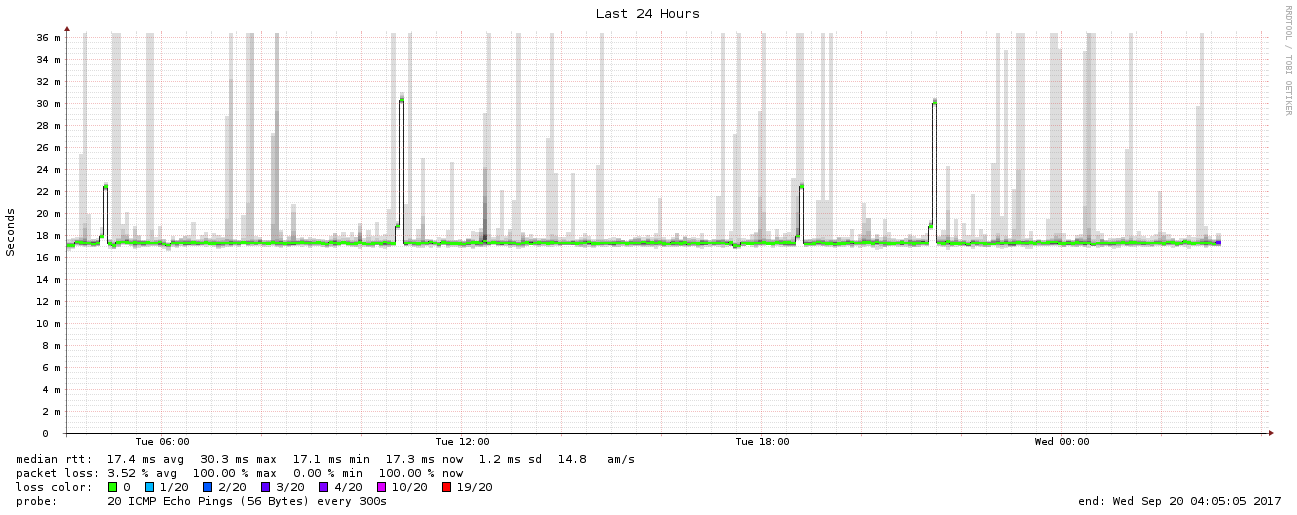 Last 24 Hours
RRDTOOL / TOBI OETIKER
Seconds
36 m
34 m
32 m
30 m
28 m
26 m
24 m
22 m
20 m
18 m
16 m
14 m
12 m
10 m
8 m
6 m
4 m
2 m
0
Tue 06:00 Tue 12:00 Tue 18:00 Wed 00:00
median rtt: 17.4 ms avg 30.3 ms max 17.1 ms min 17.3 ms now 1.2 ms sd 14.8 am/s
packet loss: 3.52 % avg 100.00 % max 0.00 % min 100.00 % now
loss color: 0 1/20 2/20 3/20 4/20 10/20 19/20
probe: 20 ICMP Echo Pings (56 Bytes) every 300s end: Wed Sep 20 04:05:05 2017